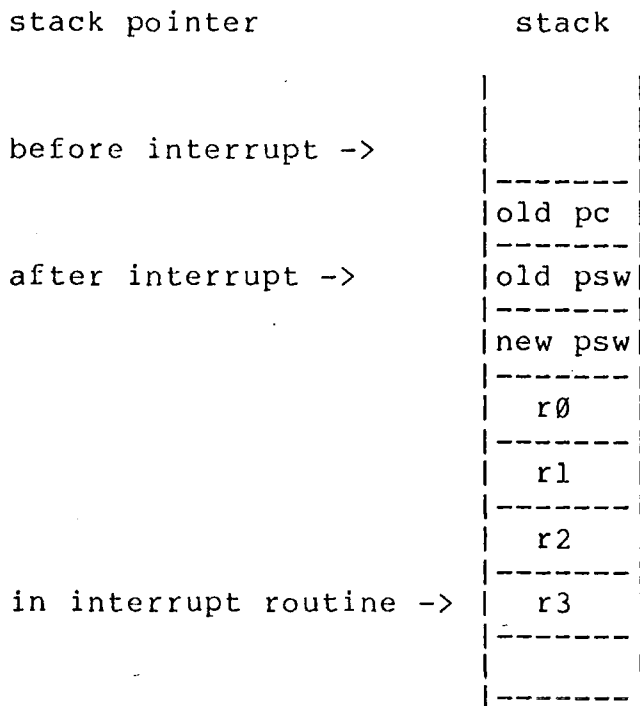 stack pointer stack
before interrupt ->
old pc
after interrupt -> old psw
new psw
r0
r1
r2
in interrupt routine -> r3